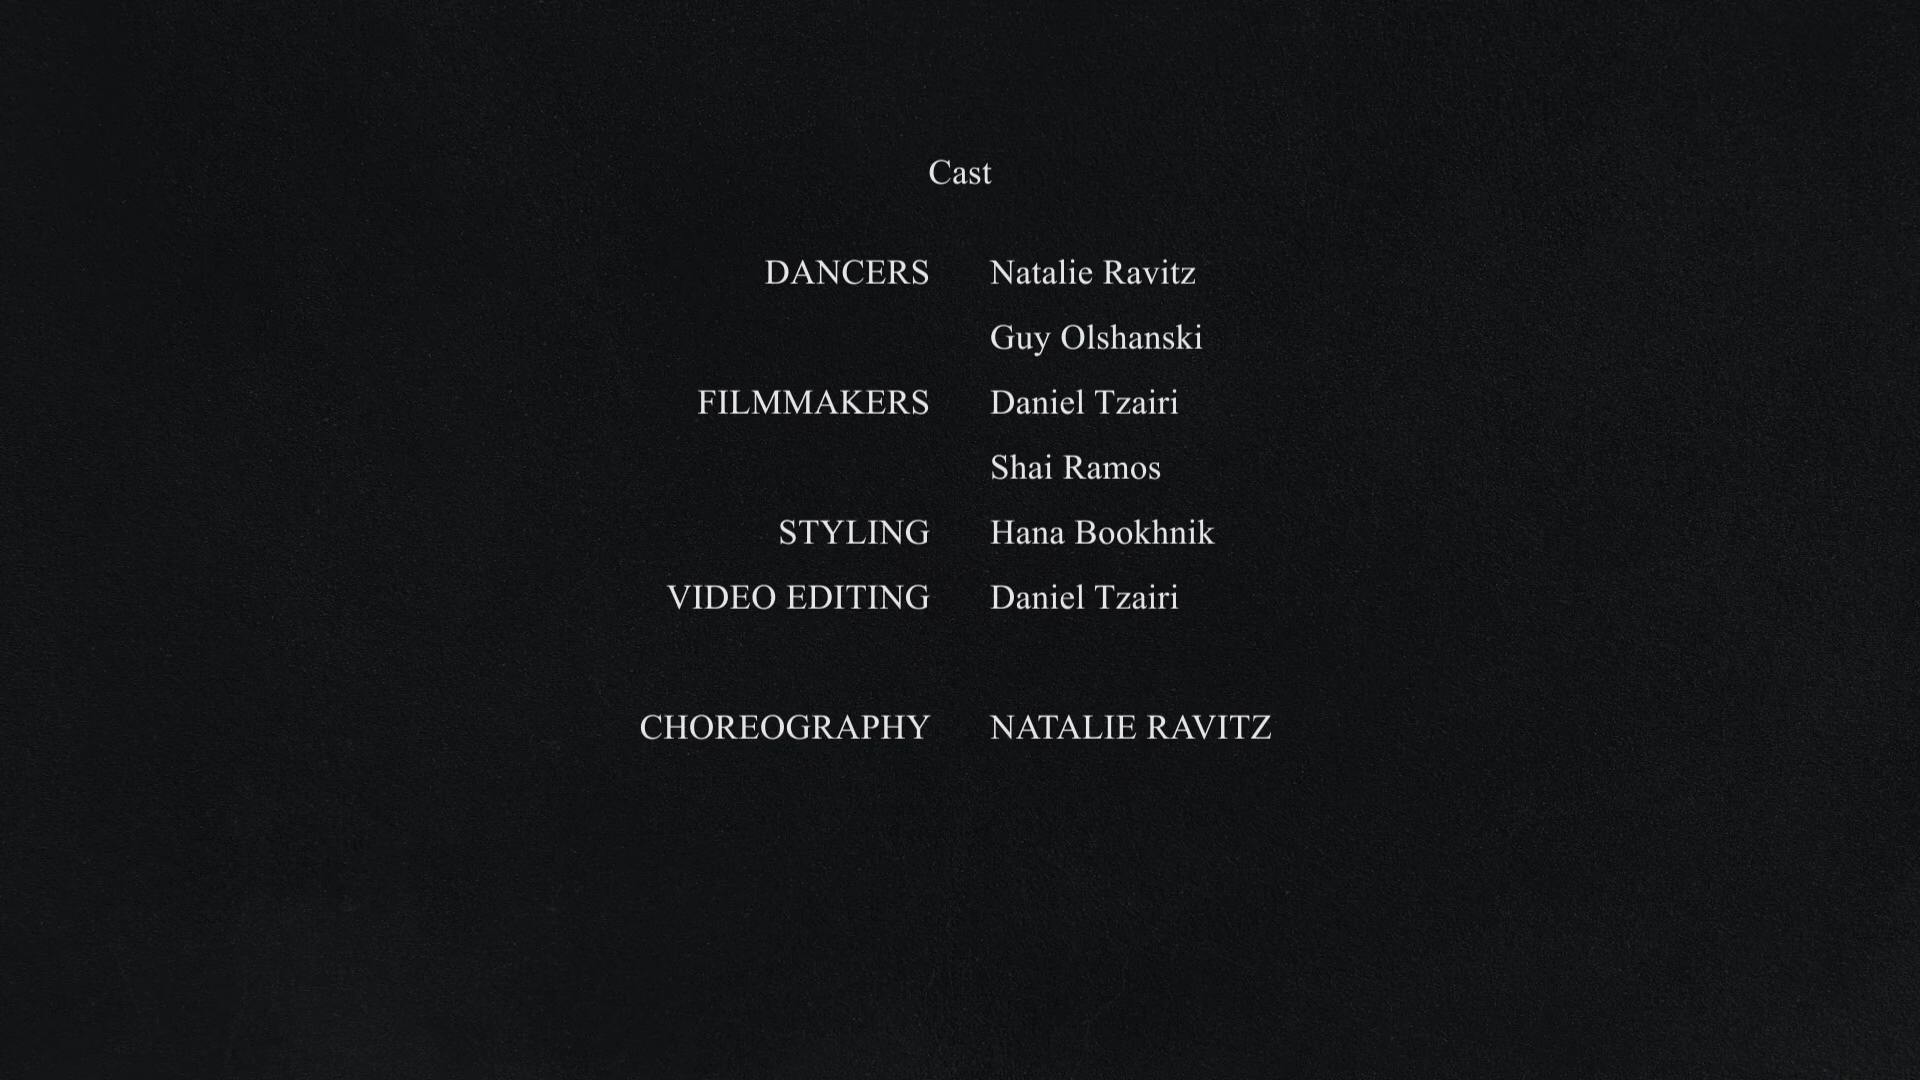 Cast
DANCERS Natalie Ravitz
Guy Olshanski
FILMMAKERS Daniel Tzairi
Shai Ramos
STYLING Hana Bookhnik
VIDEO EDITING Daniel Tzairi
CHOREOGRAPHY NATALIE RAVITZ